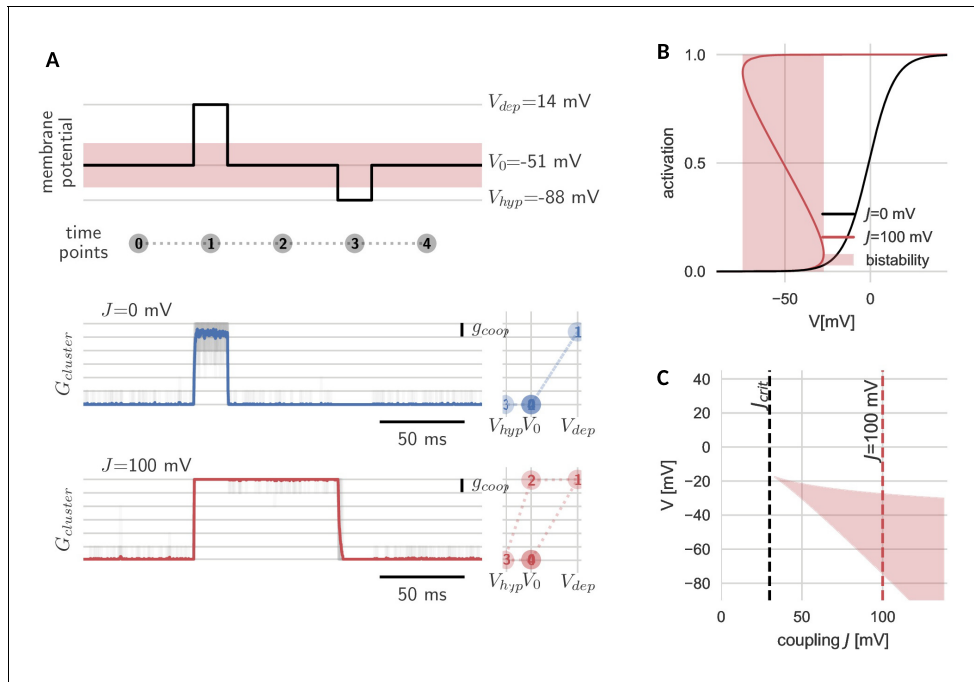 A
membrane
potential
V_dep=14 mV
V_0=-51 mV
V_hyp=-88 mV
time
points
0 1 2 3 4
J=0 mV
G_cluster
g_coop
50 ms
1
3 0
V_hyp V_0 V_dep
J=100 mV
G_cluster
g_coop
50 ms
2 1
3 0
V_hyp V_0 V_dep
B
activation
1.0
0.5
0.0
J=0 mV
J=100 mV
bistability
−50 0
V[mV]
C
V [mV]
40
20
0
−20
−40
−60
−80
J_crit
J=100 mV
0 50 100
coupling J [mV]